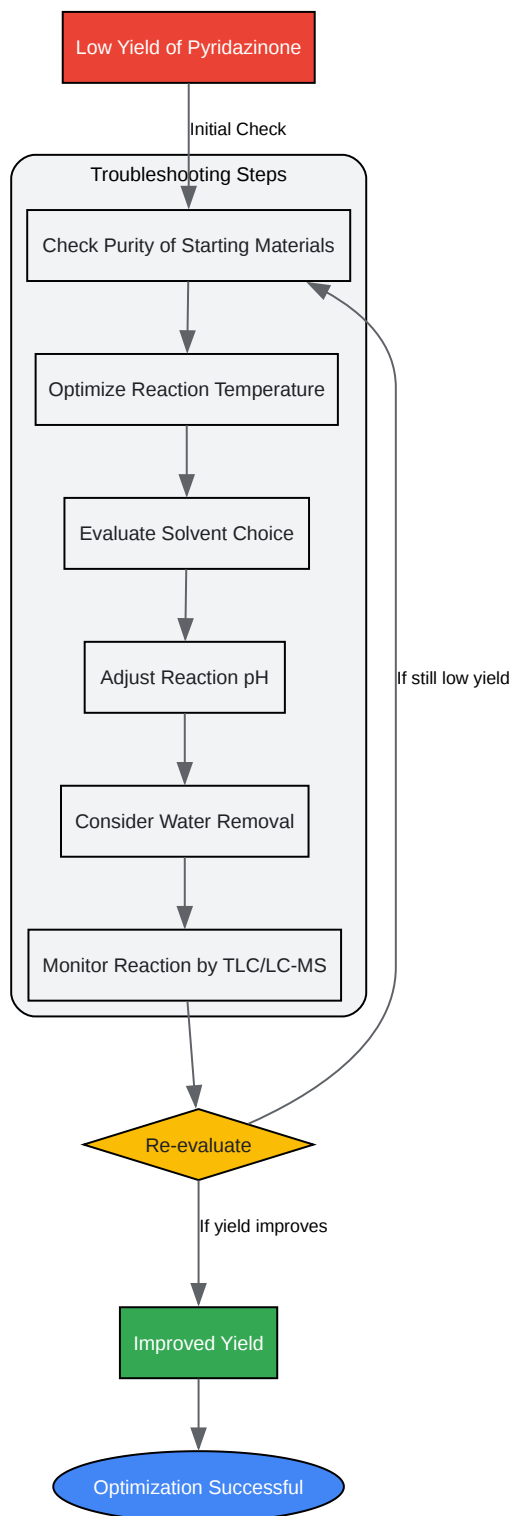 Low Yield of Pyridazinone
Initial Check
Troubleshooting Steps
Check Purity of Starting Materials
Optimize Reaction Temperature
Evaluate Solvent Choice
Adjust Reaction pH
If still low yield
Consider Water Removal
Monitor Reaction by TLC/LC-MS
Re-evaluate
If yield improves
Improved Yield
Optimization Successful